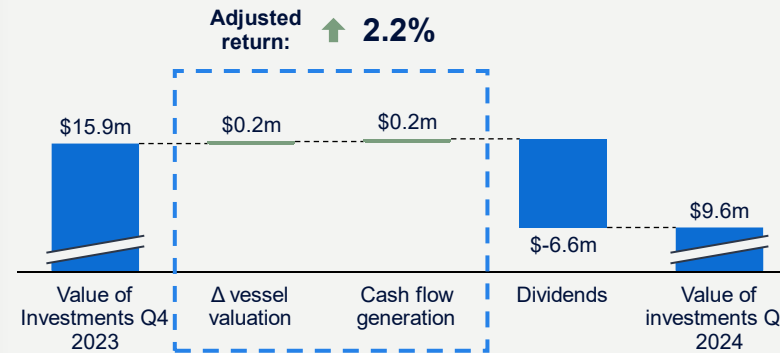 Adjusted
return:
2.2%
$15.9m
$0.2m
$0.2m
$-6.6m
$9.6m
Value of
Investments Q4
2023
Δ vessel
valuation
Cash flow
generation
Dividends
Value of
investments Q
2024